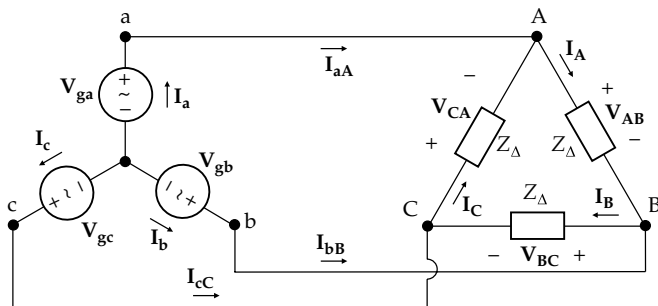 a
A
I_aA
I_A
V_ga
+
~
−
I_a
−
V_CA
+
Z_Δ
Z_Δ
+
V_AB
−
I_c
V_gb
c
+ ~ −
V_gc
− ~ +
I_b
b
C
I_C
Z_Δ
I_B
B
− V_BC +
I_bB
I_cC